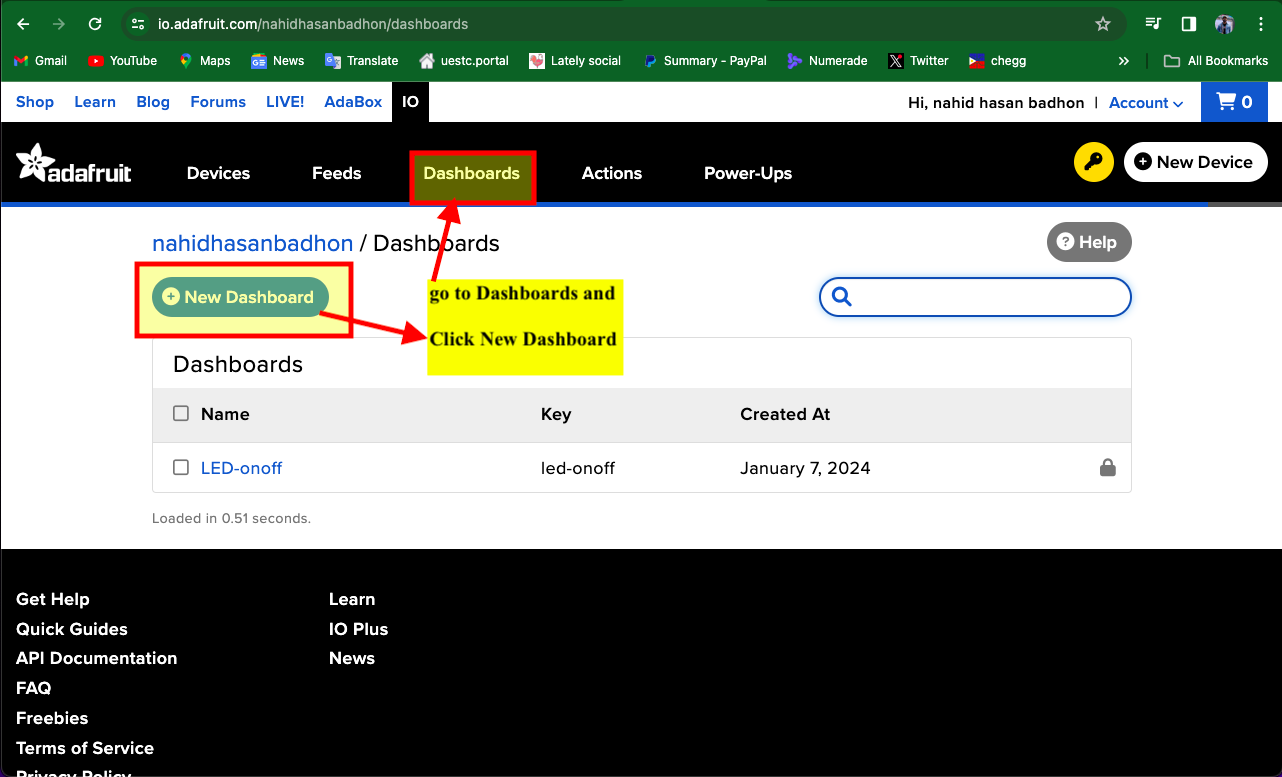 io.adafruit.com/nahidhasanbadhon/dashboards
Gmail YouTube Maps News Translate uestc.portal Lately social Summary - PayPal Numerade Twitter chegg » All Bookmarks
Shop Learn Blog Forums LIVE! AdaBox IO Hi, nahid hasan badhon | Account 0
adafruit Devices Feeds Dashboards Actions Power-Ups New Device
nahidhasanbadhon / Dashboards Help
New Dashboard
go to Dashboards and
Click New Dashboard
Dashboards
Name Key Created At
LED-onoff led-onoff January 7, 2024
Loaded in 0.51 seconds.
Get Help Learn
Quick Guides IO Plus
API Documentation News
FAQ
Freebies
Terms of Service
Privacy Policy